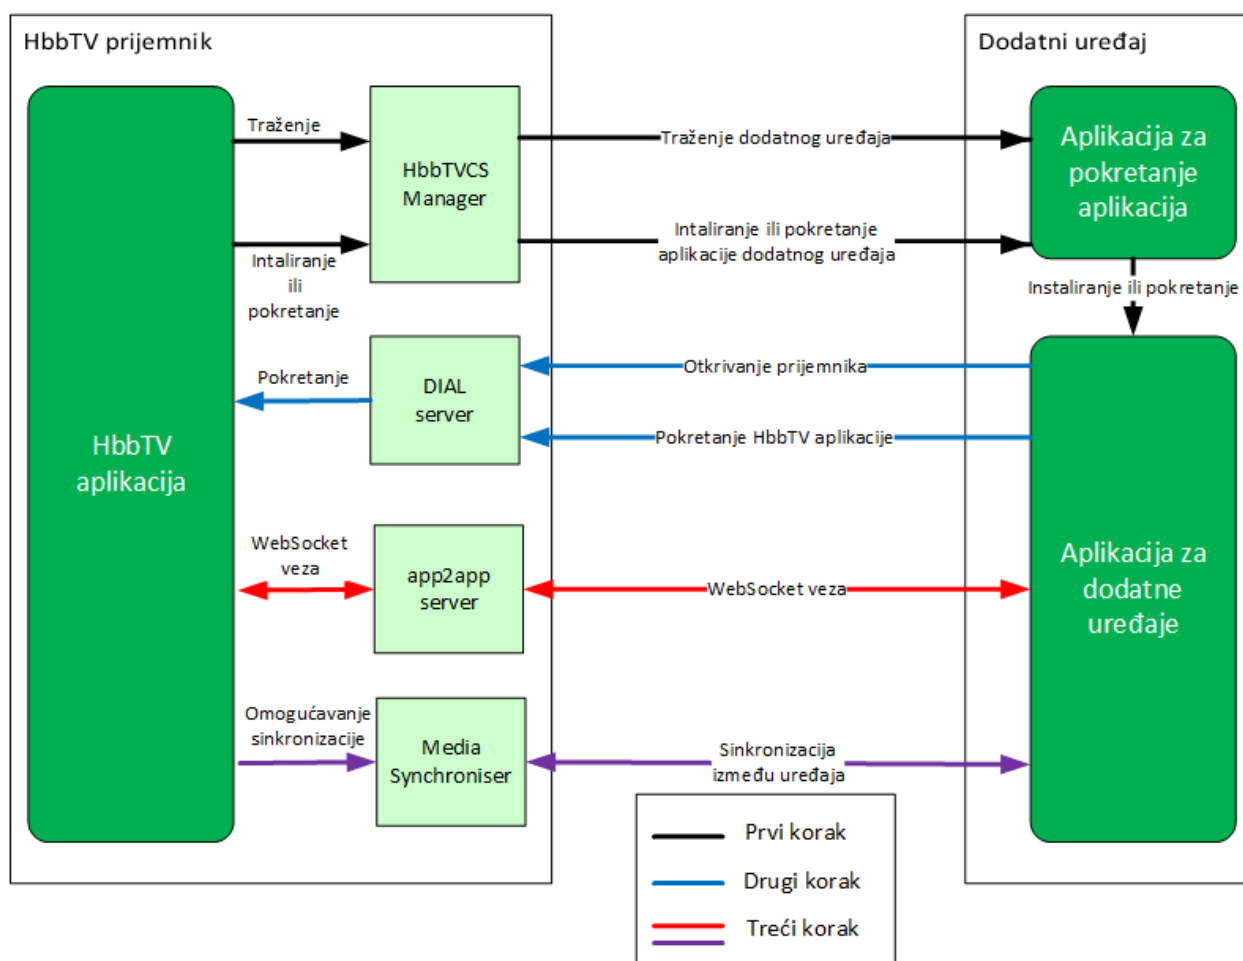 HbbTV prijemnik
Dodatni uređaj
Traženje
HbbTVCS
Manager
Traženje dodatnog uređaja
Aplikacija za
pokretanje
aplikacija
Intaliranje
ili
pokretanje
Intaliranje ili pokretanje
aplikacije dodatnog uređaja
Instaliranje ili pokretanje
Pokretanje
DIAL
server
Otkrivanje prijemnika
Pokretanje HbbTV aplikacije
HbbTV
aplikacija
WebSocket
veza
app2app
server
WebSocket veza
Aplikacija za
dodatne
uređaje
Omogućavanje
sinkronizacije
Media
Synchroniser
Sinkronizacija
između uređaja
Prvi korak
Drugi korak
Treći korak